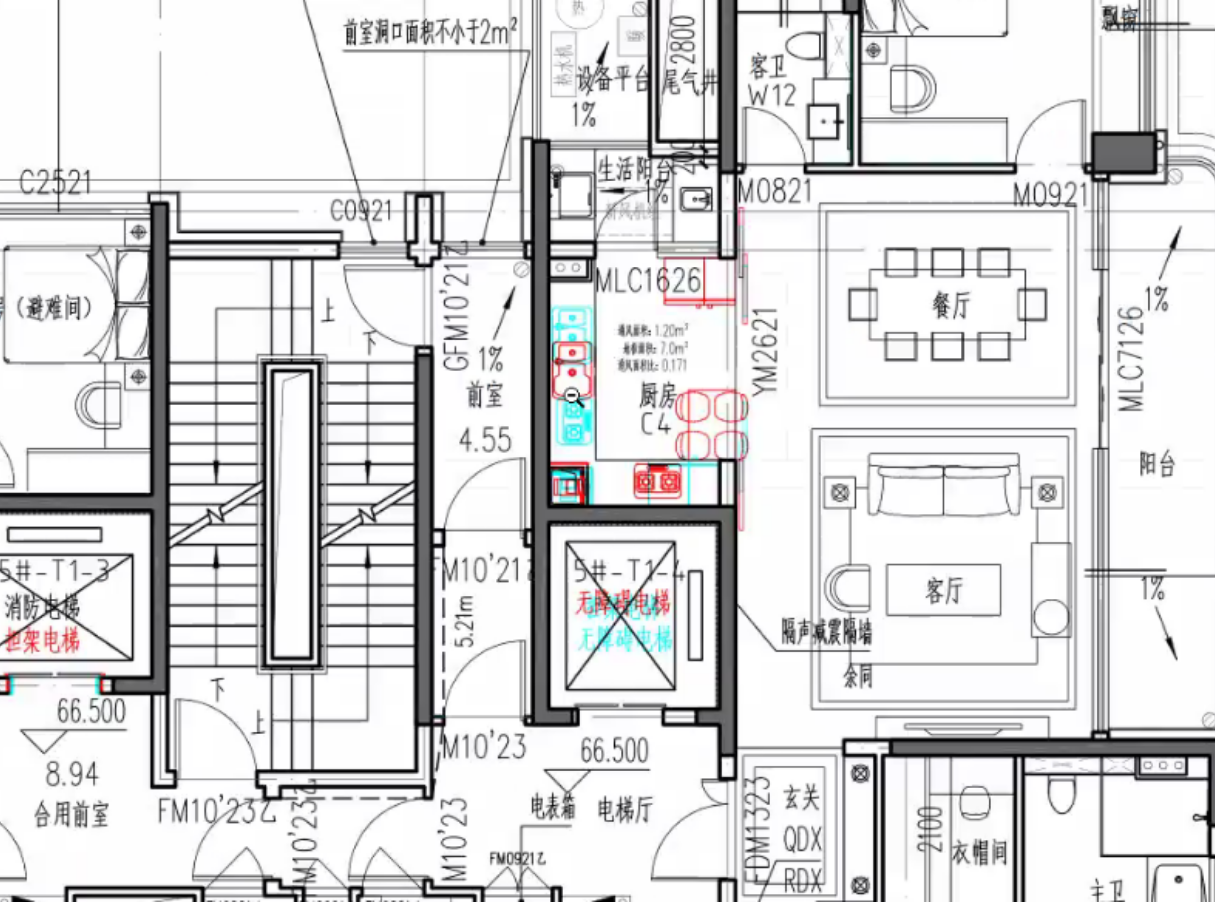 前室洞口面积不小于2m²
热
热水机
设备平台
1%
尾气井
2800
客卫
W12
飘窗
C2521
C0921
生活阳台
1%
M0821
M0921
(避难间)
上
下
GFM10'21乙
1%
前室
4.55
MLC1626
通风面积: 1.20m²
地板面积: 7.0m²
通风面积比: 0.171
厨房
C4
YM2621
餐厅
MLC7126
1%
阳台
5#-T1-3
消防电梯
担架电梯
FM10'21乙
5.21m
5#-T1-4
无障碍电梯
无障碍电梯
客厅
隔声减震隔墙
余同
1%
下
上
66.500
8.94
合用前室
FM10'23乙
M10'23
66.500
电表箱
电梯厅
M10'23乙
M10'23
FM0921乙
FDM1323
玄关
QDX
RDX
2100
衣帽间
主卫